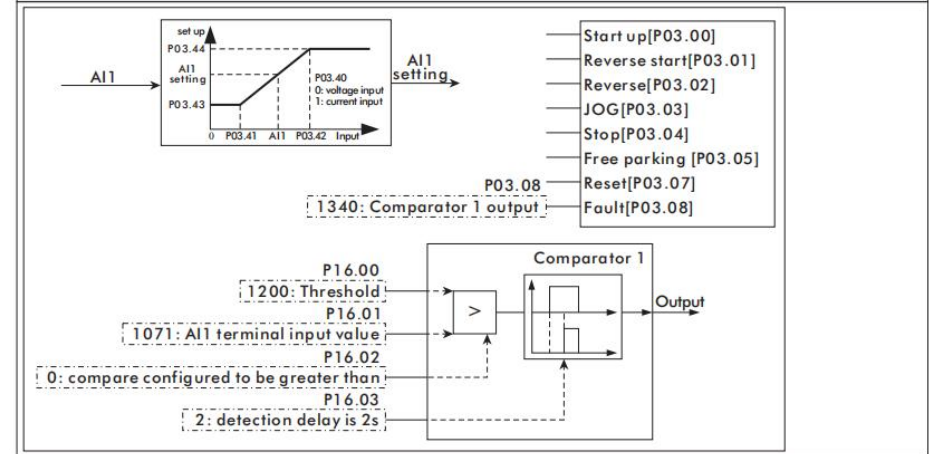 set up
P03.44
AI1
setting
P03.43
P03.40
0: voltage input
1: current input
0 P03.41 AI1 P03.42 Input
AI1
AI1
setting
Start up[P03.00]
Reverse start[P03.01]
Reverse[P03.02]
JOG[P03.03]
Stop[P03.04]
Free parking [P03.05]
Reset[P03.07]
Fault[P03.08]
P03.08
1340: Comparator 1 output
Comparator 1
P16.00
1200: Threshold
P16.01
1071: AI1 terminal input value
P16.02
0: compare configured to be greater than
P16.03
2: detection delay is 2s
>
Output